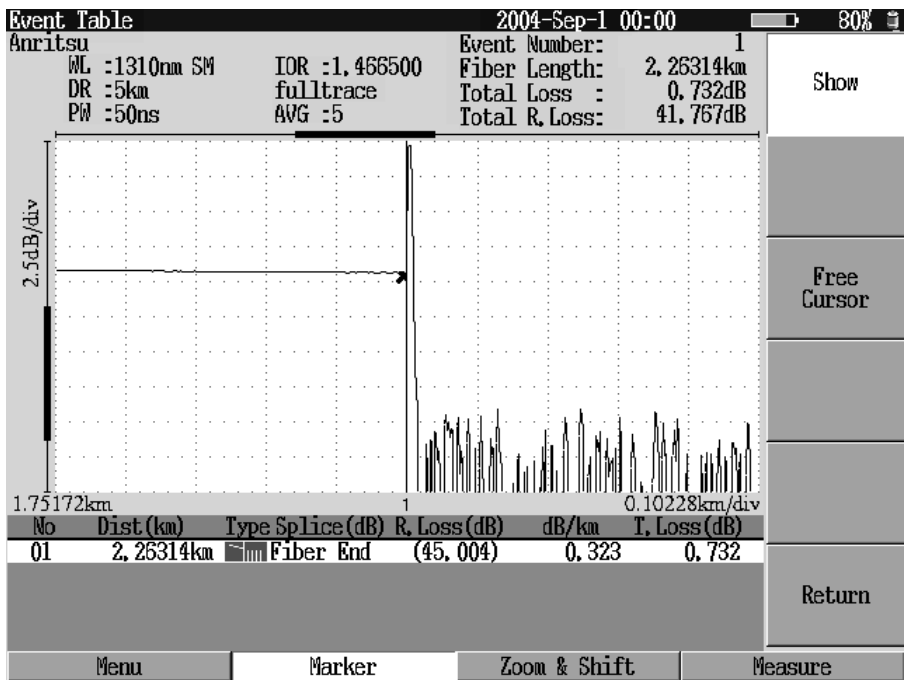 Event Table 2004-Sep-1 00:00 80%
Anritsu
WL :1310nm SM
DR :5km
PW :50ns
IOR :1.466500
fulltrace
AVG :5
Event Number: 1
Fiber Length: 2.26314km
Total Loss : 0.732dB
Total R.Loss: 41.767dB
2.5dB/div
1.75172km 1 0.10228km/div
No Dist(km) Type Splice(dB) R.Loss(dB) dB/km T.Loss(dB)
01 2.26314km Fiber End (45.004) 0.323 0.732
Show
Free
Cursor
Return
Menu Marker Zoom & Shift Measure